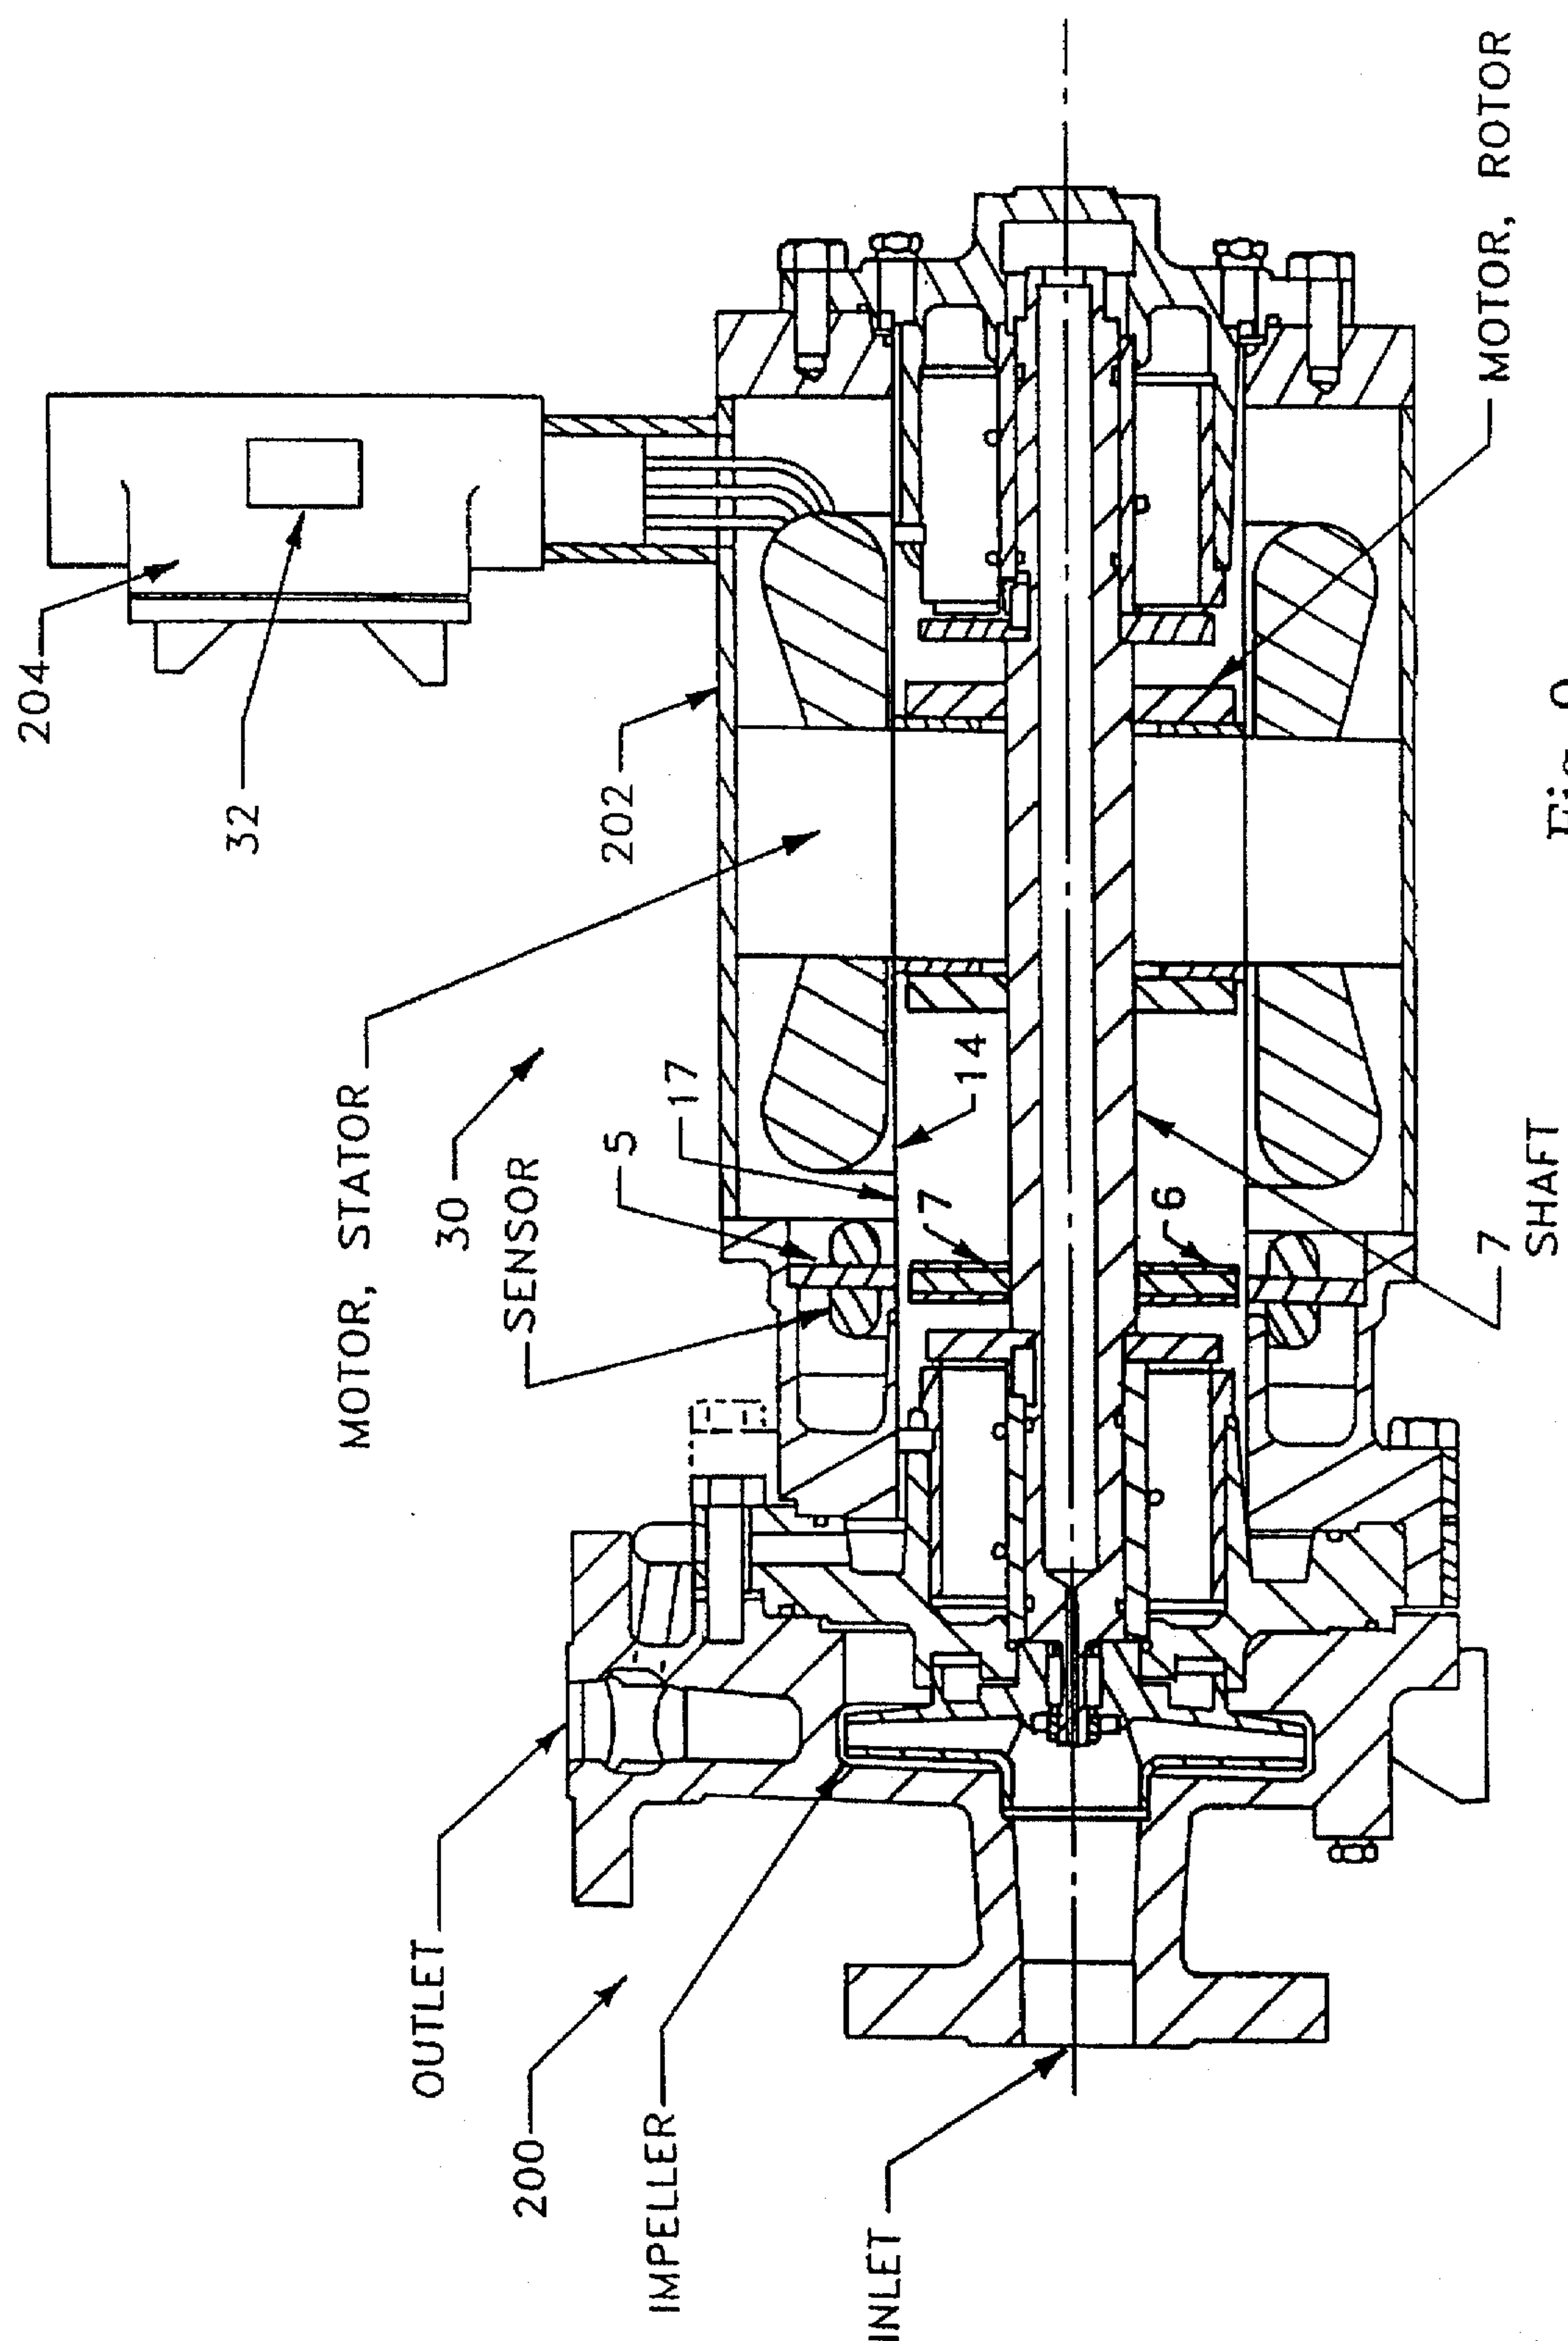 204
32
202
MOTOR, STATOR
30
SENSOR
5
17
14
7
6
MOTOR, ROTOR
7
SHAFT
OUTLET
200
IMPELLER
INLET
Fig.